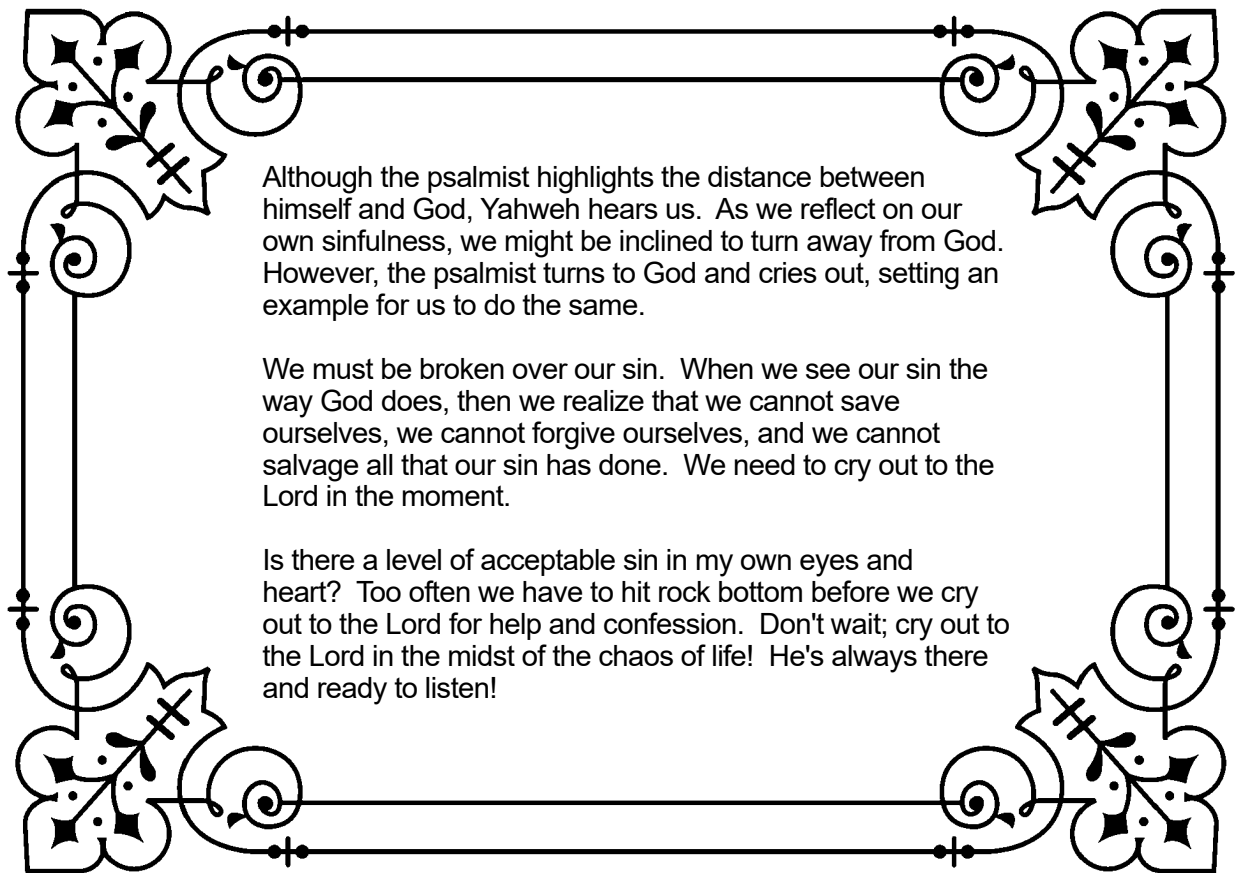 Although the psalmist highlights the distance between
himself and God, Yahweh hears us.  As we reflect on our
own sinfulness, we might be inclined to turn away from God.
However, the psalmist turns to God and cries out, setting an
example for us to do the same.

We must be broken over our sin.  When we see our sin the
way God does, then we realize that we cannot save
ourselves, we cannot forgive ourselves, and we cannot
salvage all that our sin has done.  We need to cry out to the
Lord in the moment.

Is there a level of acceptable sin in my own eyes and
heart?  Too often we have to hit rock bottom before we cry
out to the Lord for help and confession.  Don't wait; cry out to
the Lord in the midst of the chaos of life!  He's always there
and ready to listen!